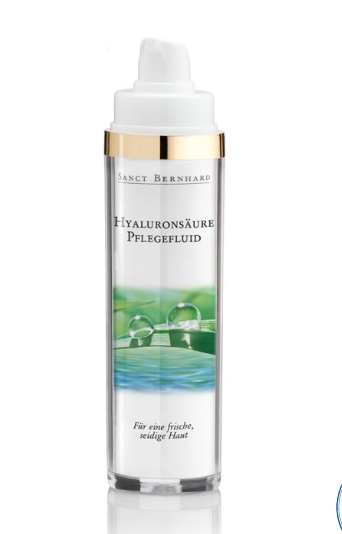 SANCT BERNHARD
HYALURONSÄURE
PFLEGEFLUID
Für eine frische,
seidige Haut